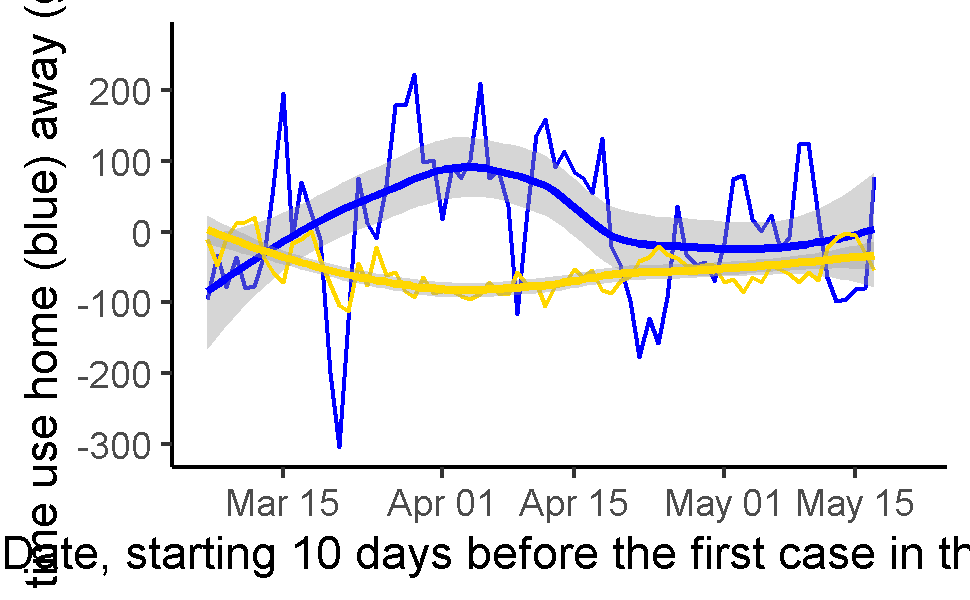 time use home (blue) away (
200
100
0
-100
-200
-300
Mar 15 Apr 01 Apr 15 May 01 May 15
Date, starting 10 days before the first case in th